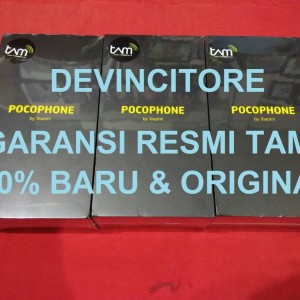 tam tam tam
DEVINCITORE
POCOPHONE POCOPHONE POCOPHONE
by Xiaomi by Xiaomi by Xiaomi
GARANSI RESMI TAM
0% BARU & ORIGINA